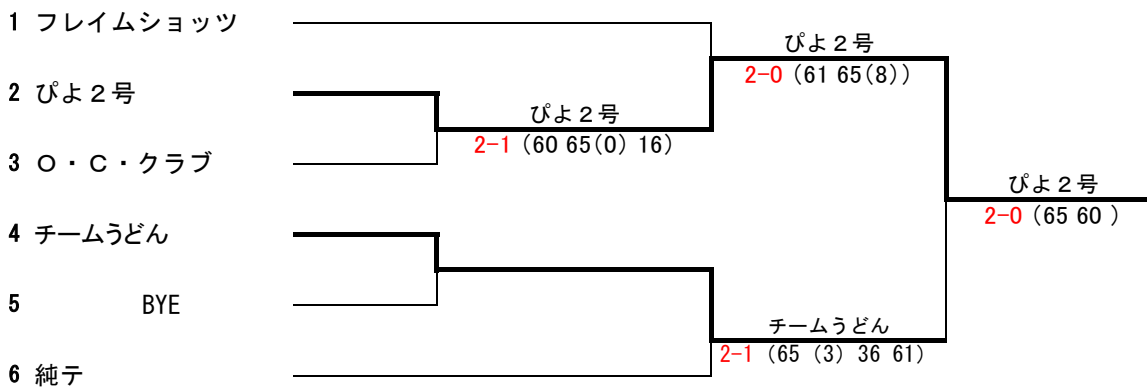 1 フレイムショッツ
ぴよ２号
2-0 (61 65(8))
2 ぴよ２号
ぴよ２号
2-1 (60 65(0) 16)
3 Ｏ・Ｃ・クラブ
ぴよ２号
2-0 (65 60 )
4 チームうどん
5 BYE
チームうどん
2-1 (65 (3) 36 61)
6 純テ